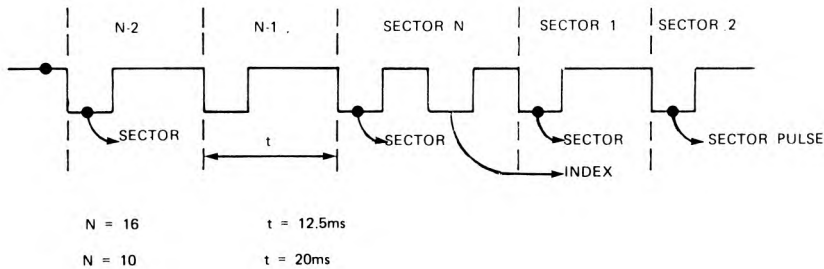 N-2 N-1 SECTOR N SECTOR 1 SECTOR 2
SECTOR t SECTOR SECTOR SECTOR PULSE
INDEX
N = 16 t = 12.5ms
N = 10 t = 20ms